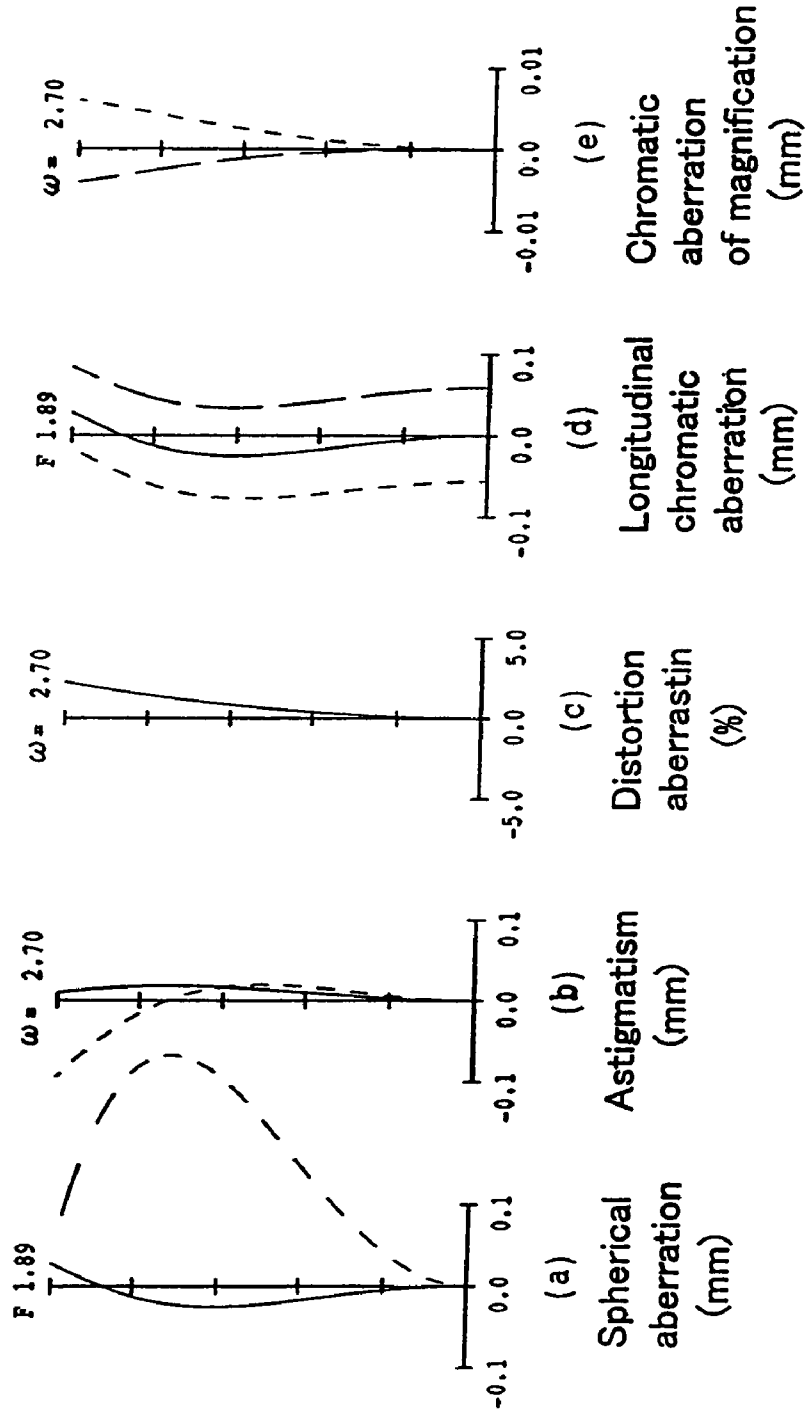 F 1.89
-0.1
0.0
0.1
(a)
Spherical
aberration
(mm)
ω= 2.70
-0.1
0.0
0.1
(b)
Astigmatism
(mm)
ω= 2.70
-5.0
0.0
5.0
(c)
Distortion
aberrastin
(%)
F 1.89
-0.1
0.0
0.1
(d)
Longitudinal
chromatic
aberration
(mm)
ω= 2.70
-0.01
0.0
0.01
(e)
Chromatic
aberration
of magnification
(mm)